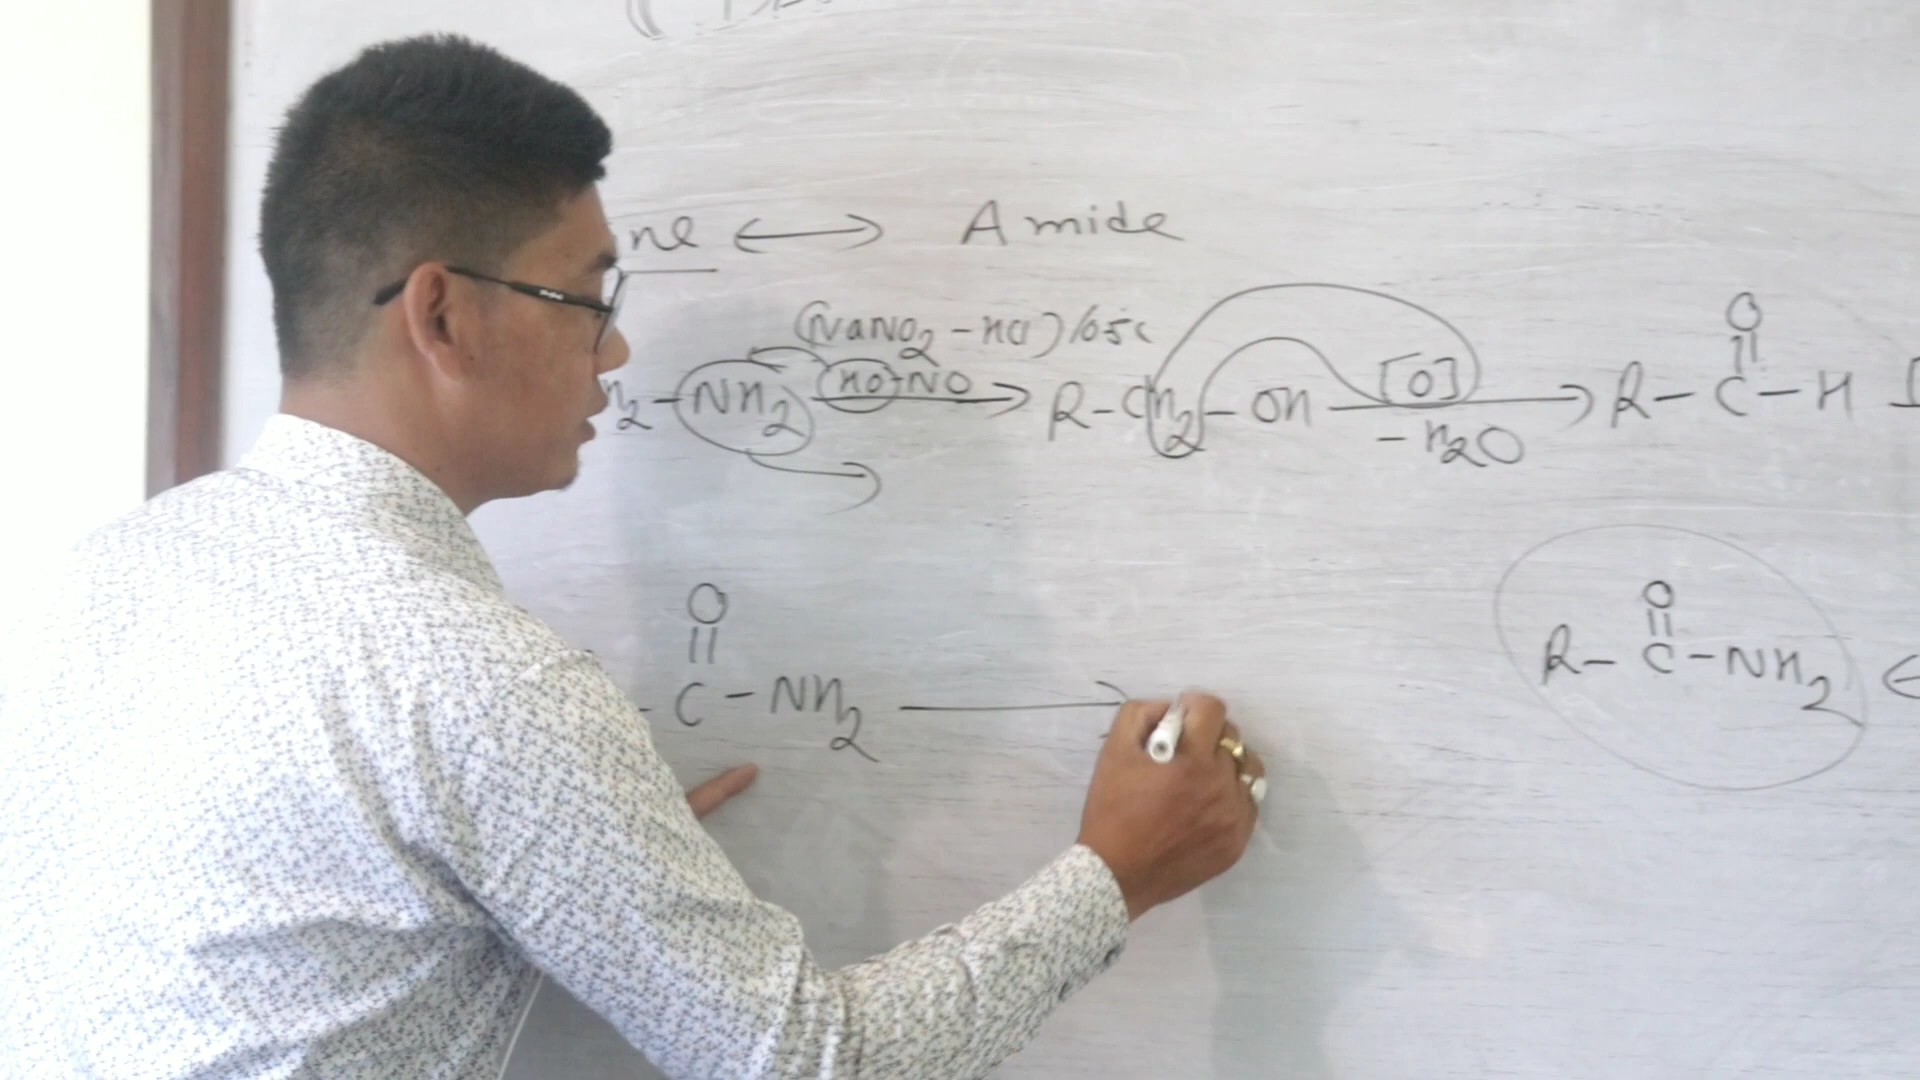 ne ⟷ Amide
(NaNO2 - HCl) / 0-5c
H2 - NH2 HO-NO → R - CH2 - OH [O] → R - C - H
O
||
- H2O
O
||
- C - NH2 →
O
||
R - C - NH2 ←